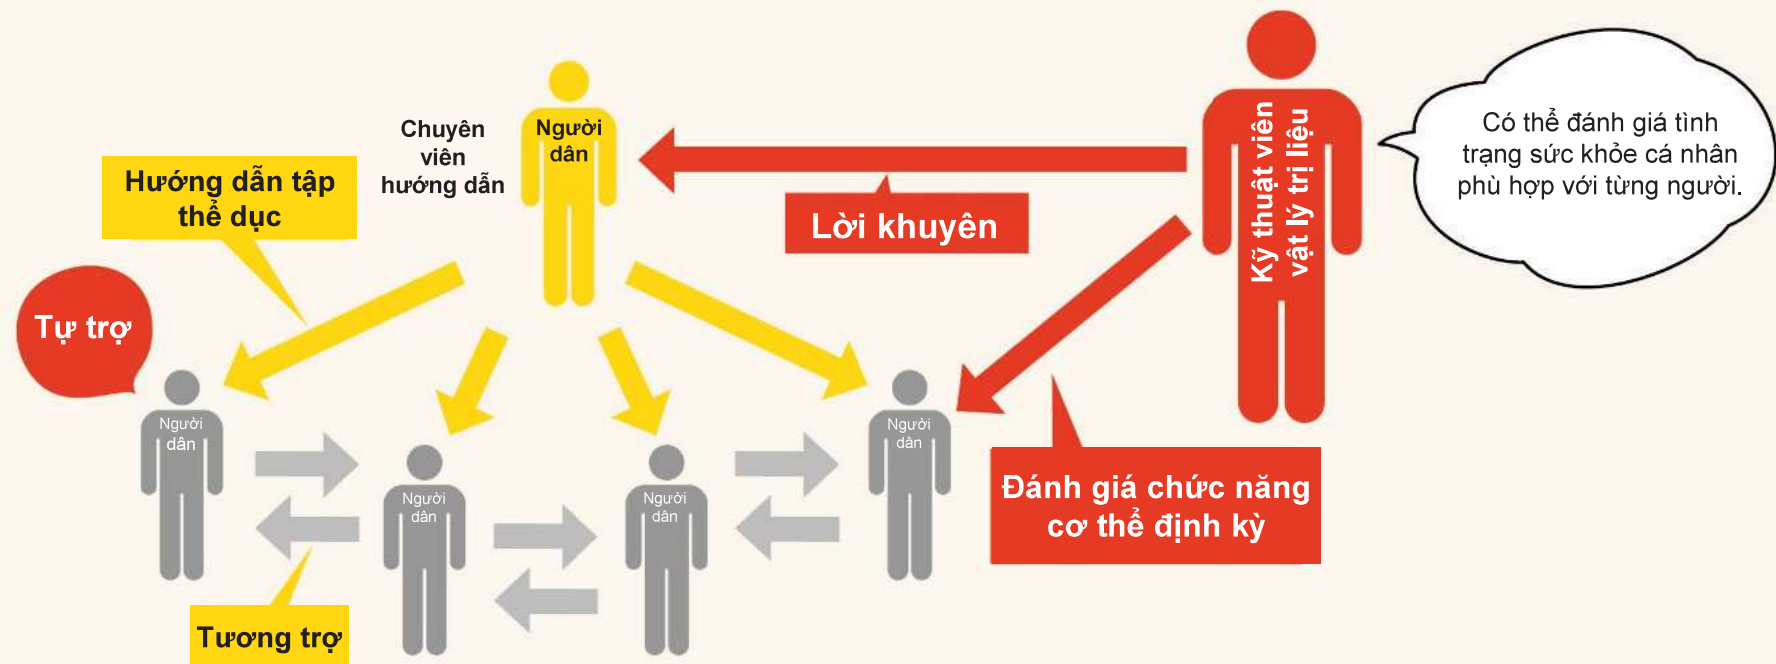 Chuyên
viên
hướng dẫn
Người
dân
Hướng dẫn tập
thể dục
Lời khuyên
Kỹ thuật viên
vật lý trị liệu
Có thể đánh giá tình
trạng sức khỏe cá nhân
phù hợp với từng người.
Tự trợ
Người
dân
Người
dân
Người
dân
Người
dân
Đánh giá chức năng
cơ thể định kỳ
Tương trợ